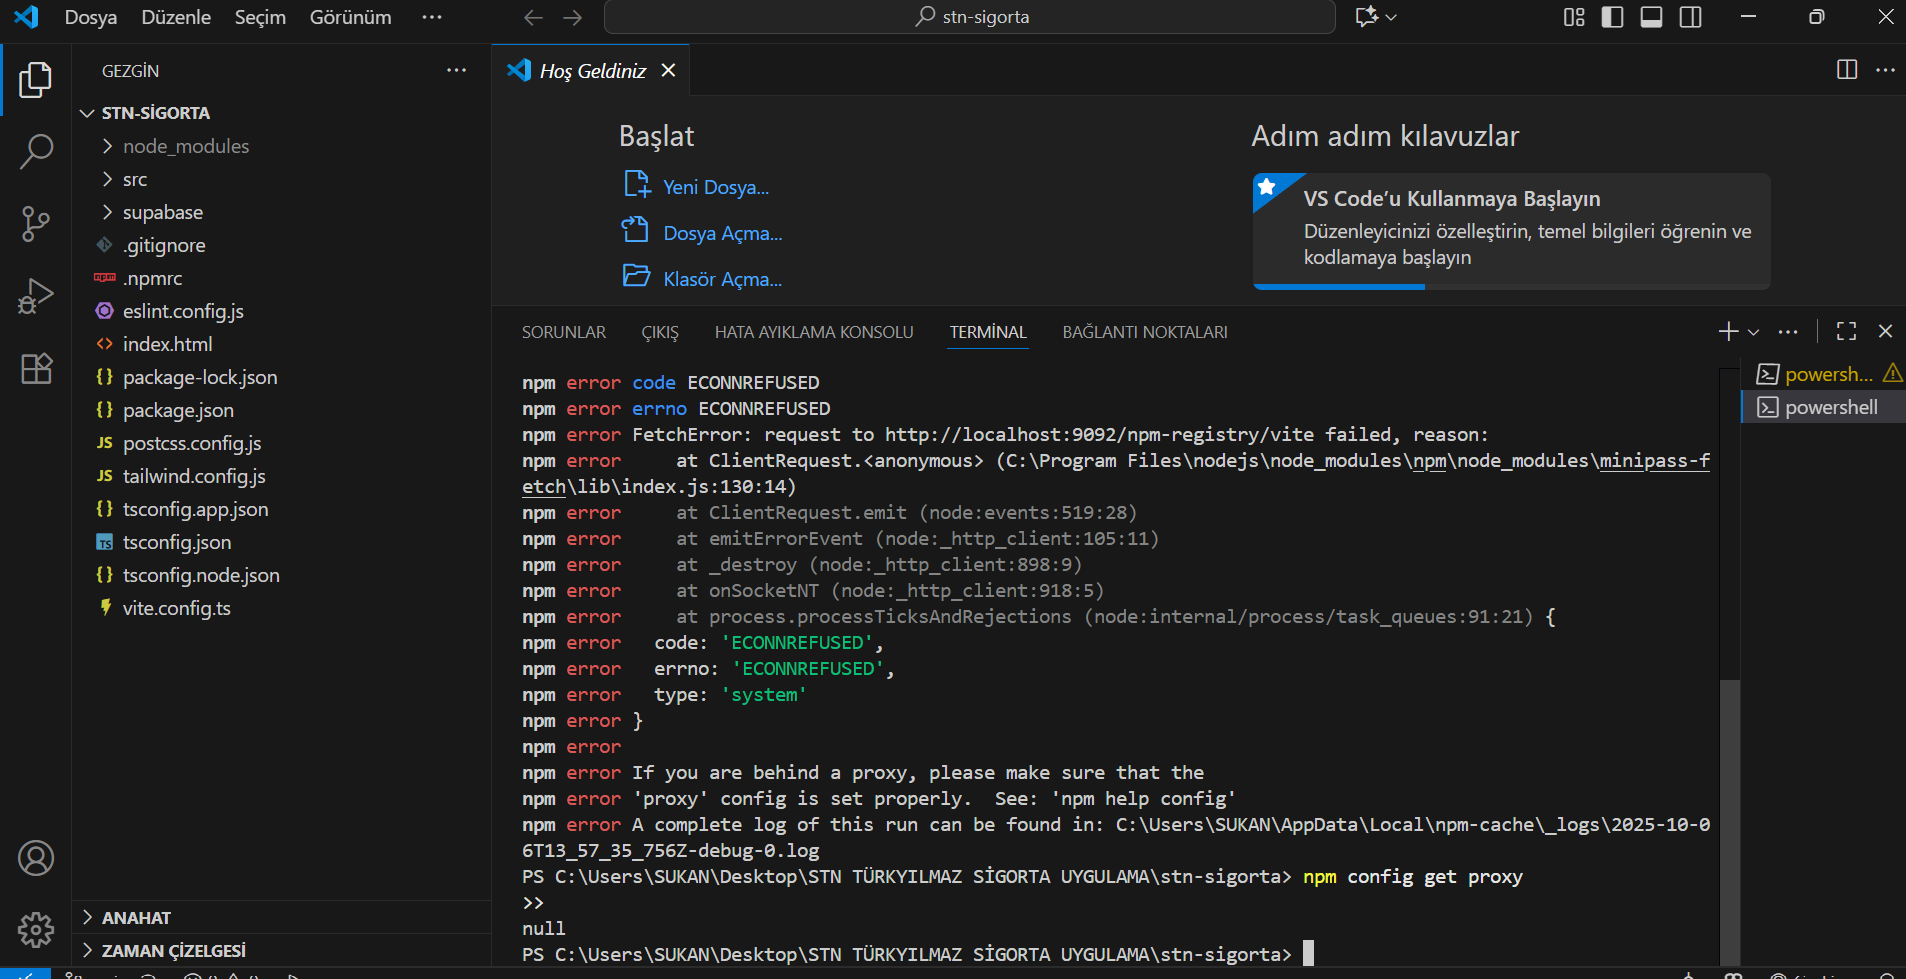 Dosya Düzenle Seçim Görünüm ···
stn-sigorta
GEZGİN
STN-SİGORTA
node_modules
src
supabase
.gitignore
npm .npmrc
eslint.config.js
<> index.html
{} package-lock.json
{} package.json
JS postcss.config.js
JS tailwind.config.js
{} tsconfig.app.json
TS tsconfig.json
{} tsconfig.node.json
vite.config.ts
ANAHAT
ZAMAN ÇİZELGESİ
Hoş Geldiniz
Başlat
Yeni Dosya...
Dosya Açma...
Klasör Açma...
Adım adım kılavuzlar
VS Code’u Kullanmaya Başlayın
Düzenleyicinizi özelleştirin, temel bilgileri öğrenin ve
kodlamaya başlayın
SORUNLAR ÇIKIŞ HATA AYIKLAMA KONSOLU TERMİNAL BAĞLANTI NOKTALARI
npm error code ECONNREFUSED
npm error errno ECONNREFUSED
npm error FetchError: request to http://localhost:9092/npm-registry/vite failed, reason:
npm error     at ClientRequest.<anonymous> (C:\Program Files\nodejs\node_modules\npm\node_modules\minipass-f
etch\lib\index.js:130:14)
npm error     at ClientRequest.emit (node:events:519:28)
npm error     at emitErrorEvent (node:_http_client:105:11)
npm error     at _destroy (node:_http_client:898:9)
npm error     at onSocketNT (node:_http_client:918:5)
npm error     at process.processTicksAndRejections (node:internal/process/task_queues:91:21) {
npm error   code: 'ECONNREFUSED',
npm error   errno: 'ECONNREFUSED',
npm error   type: 'system'
npm error }
npm error
npm error If you are behind a proxy, please make sure that the
npm error 'proxy' config is set properly.  See: 'npm help config'
npm error A complete log of this run can be found in: C:\Users\SUKAN\AppData\Local\npm-cache\_logs\2025-10-0
6T13_57_35_756Z-debug-0.log
PS C:\Users\SUKAN\Desktop\STN TÜRKYILMAZ SİGORTA UYGULAMA\stn-sigorta> npm config get proxy
>>
null
PS C:\Users\SUKAN\Desktop\STN TÜRKYILMAZ SİGORTA UYGULAMA\stn-sigorta>
powersh...
powershell